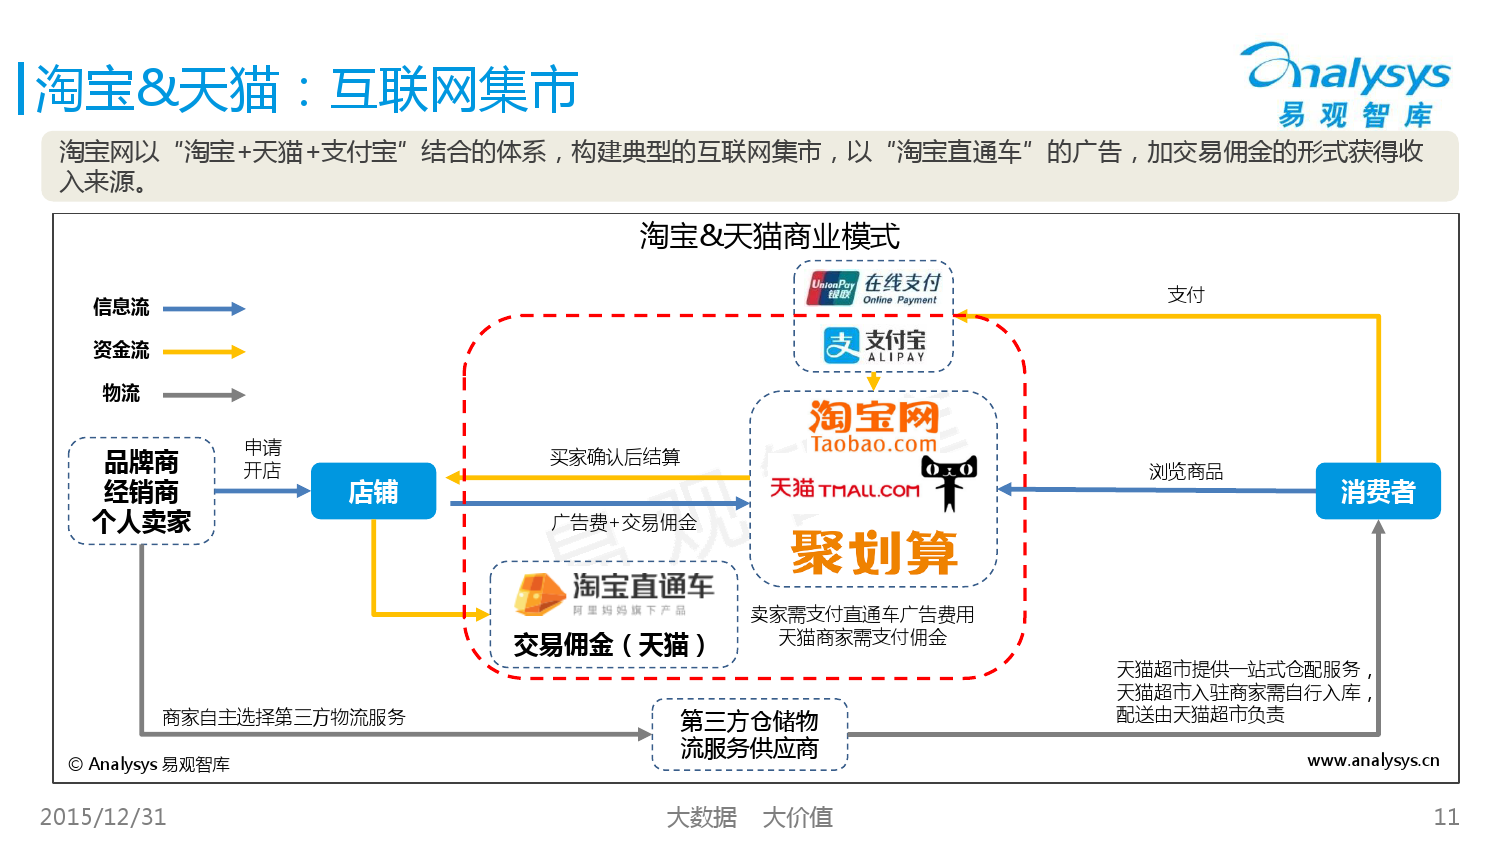 淘宝&天猫：互联网集市
analysys
易观智库
淘宝网以“淘宝+天猫+支付宝”结合的体系，构建典型的互联网集市，以“淘宝直通车”的广告，加交易佣金的形式获得收
入来源。
淘宝&天猫商业模式
信息流
资金流
物流
UnionPay
银联
在线支付
Online Payment
支付宝
ALIPAY
支付
品牌商
经销商
个人卖家
申请
开店
店铺
买家确认后结算
广告费+交易佣金
淘宝网
Taobao.com
天猫 TMALL.COM
聚划算
浏览商品
消费者
淘宝直通车
阿里妈妈旗下产品
交易佣金（天猫）
卖家需支付直通车广告费用
天猫商家需支付佣金
商家自主选择第三方物流服务
第三方仓储物
流服务供应商
天猫超市提供一站式仓配服务，
天猫超市入驻商家需自行入库，
配送由天猫超市负责
© Analysys 易观智库
www.analysys.cn
2015/12/31
大数据 大价值
11